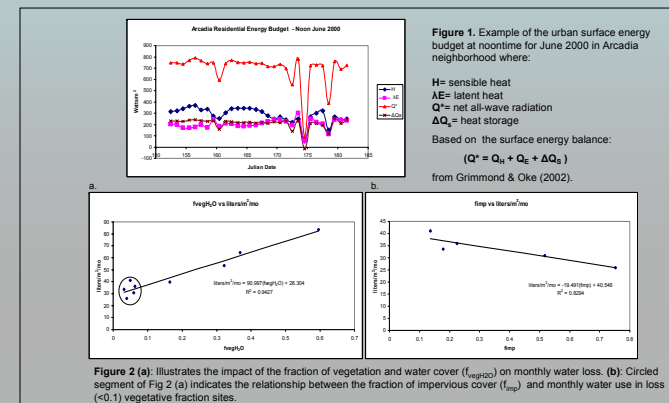 Arcadia Residential Energy Budget - Noon June 2000
Watts/m²
900
800
700
600
500
400
300
200
100
0
-100
150 155 160 165 170 175 180 185
Julian Date
H
λE
Q*
ΔQs
Figure 1. Example of the urban surface energy
budget at noontime for June 2000 in Arcadia
neighborhood where:
H= sensible heat
λE= latent heat
Q*= net all-wave radiation
ΔQs= heat storage
Based on the surface energy balance:
(Q* = QH + QE + ΔQS )
from Grimmond & Oke (2002).
a.
fvegH2O vs liters/m²/mo
liters/m²/mo
90
80
70
60
50
40
30
20
10
0
0 0.1 0.2 0.3 0.4 0.5 0.6 0.7
fvegH2O
R² = 0.9427
b.
fimp vs liters/m²/mo
liters/m²/mo
45
40
35
30
25
20
15
10
5
0
0 0.1 0.2 0.3 0.4 0.5 0.6 0.7 0.8
fimp
liters/m²/mo = -19.491(fimp) + 40.546
R² = 0.8294
Figure 2 (a): Illustrates the impact of the fraction of vegetation and water cover (fvegH2O) on monthly water loss. (b): Circled
segment of Fig 2 (a) indicates the relationship between the fraction of impervious cover (fimp) and monthly water use in loss
(<0.1) vegetative fraction sites.